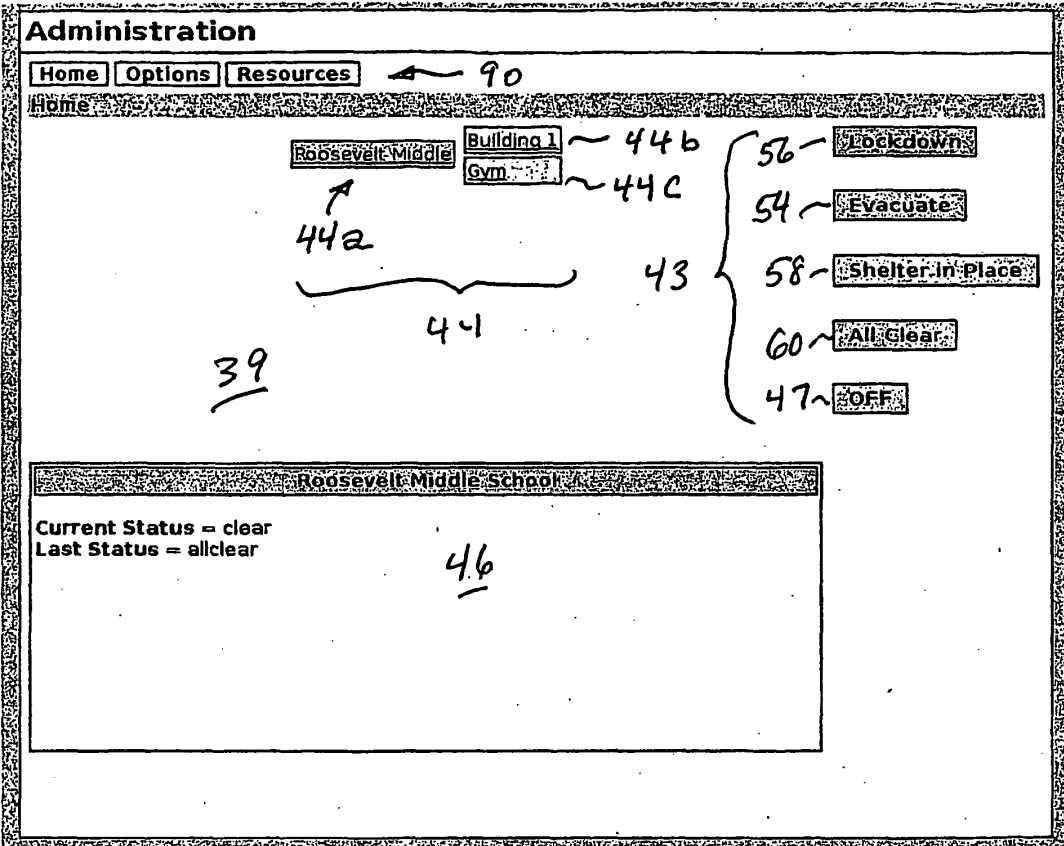 Administration
Home Options Resources 90
Home
Building 1 44b
Roosevelt Middle
Gym 44c
44a
41
43
56 Lockdown
54 Evacuate
58 Shelter in Place
60 All Clear
47 OFF
39
Roosevelt Middle School
Current Status = clear
Last Status = allclear
46